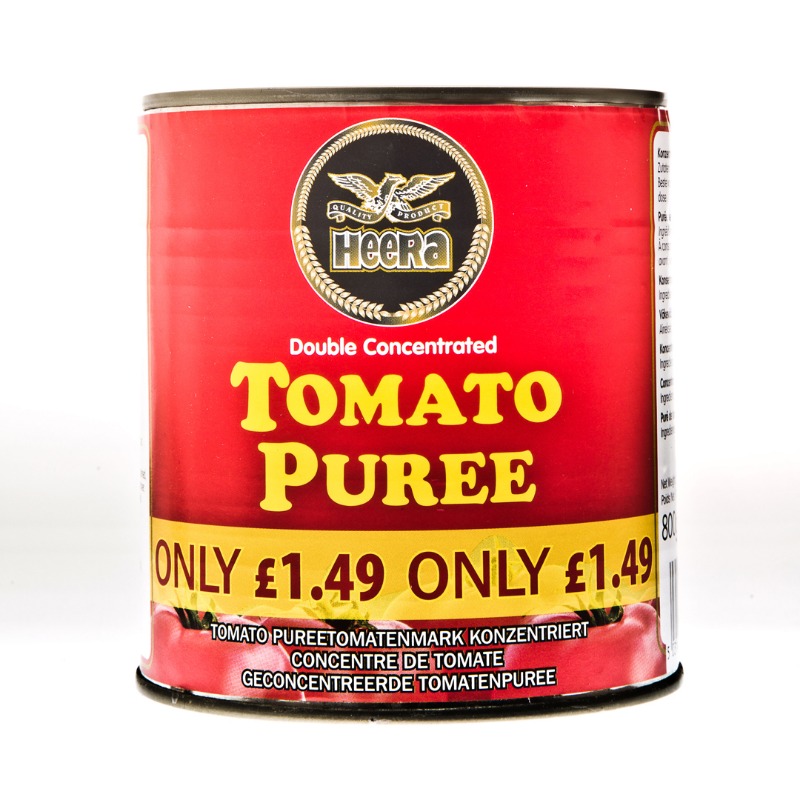 QUALITY PRODUCT
HEERA
Double Concentrated
TOMATO
PUREE
ONLY £1.49 ONLY £1.49
TOMATO PUREETOMATENMARK KONZENTRIERT
CONCENTRE DE TOMATE
GECONCENTREERDE TOMATENPUREE